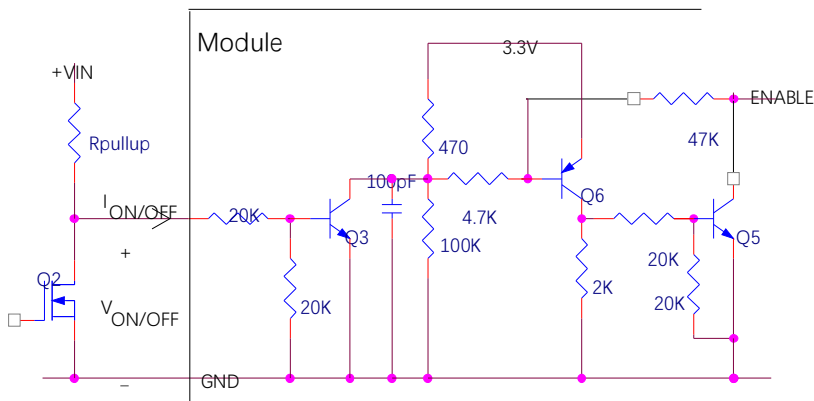 Module
3.3V
+VIN
ENABLE
Rpullup
470
47K
100pF
I ON/OFF
20K
4.7K
Q6
Q3
100K
Q5
+
20K
Q2
20K
2K
20K
V ON/OFF
–
GND